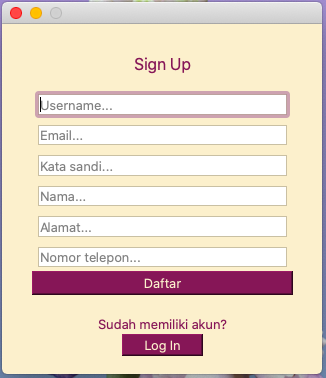 Sign Up
Username...
Email...
Kata sandi...
Nama...
Alamat...
Nomor telepon...
Daftar
Sudah memiliki akun?
Log In